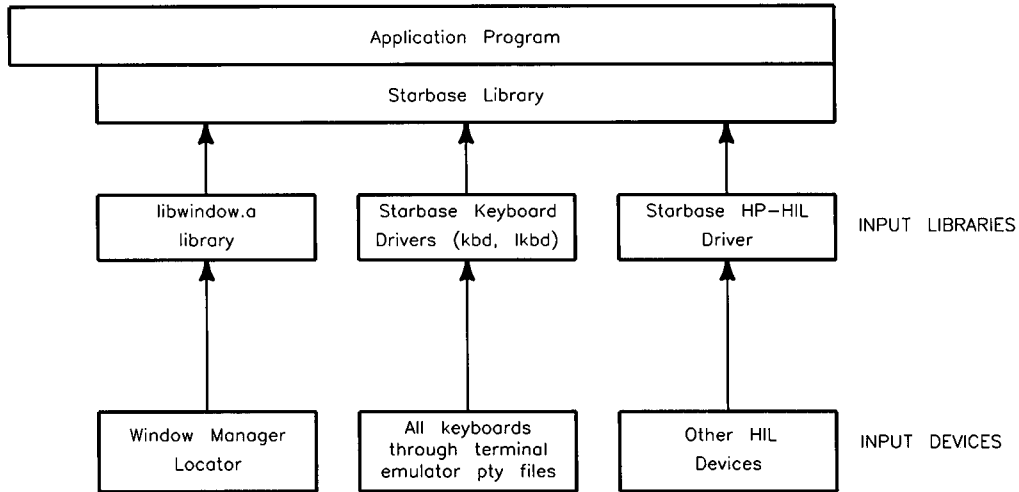 Application Program
Starbase Library
libwindow.a
library
Starbase Keyboard
Drivers (kbd, lkbd)
Starbase HP-HIL
Driver
INPUT LIBRARIES
Window Manager
Locator
All keyboards
through terminal
emulator pty files
Other HIL
Devices
INPUT DEVICES